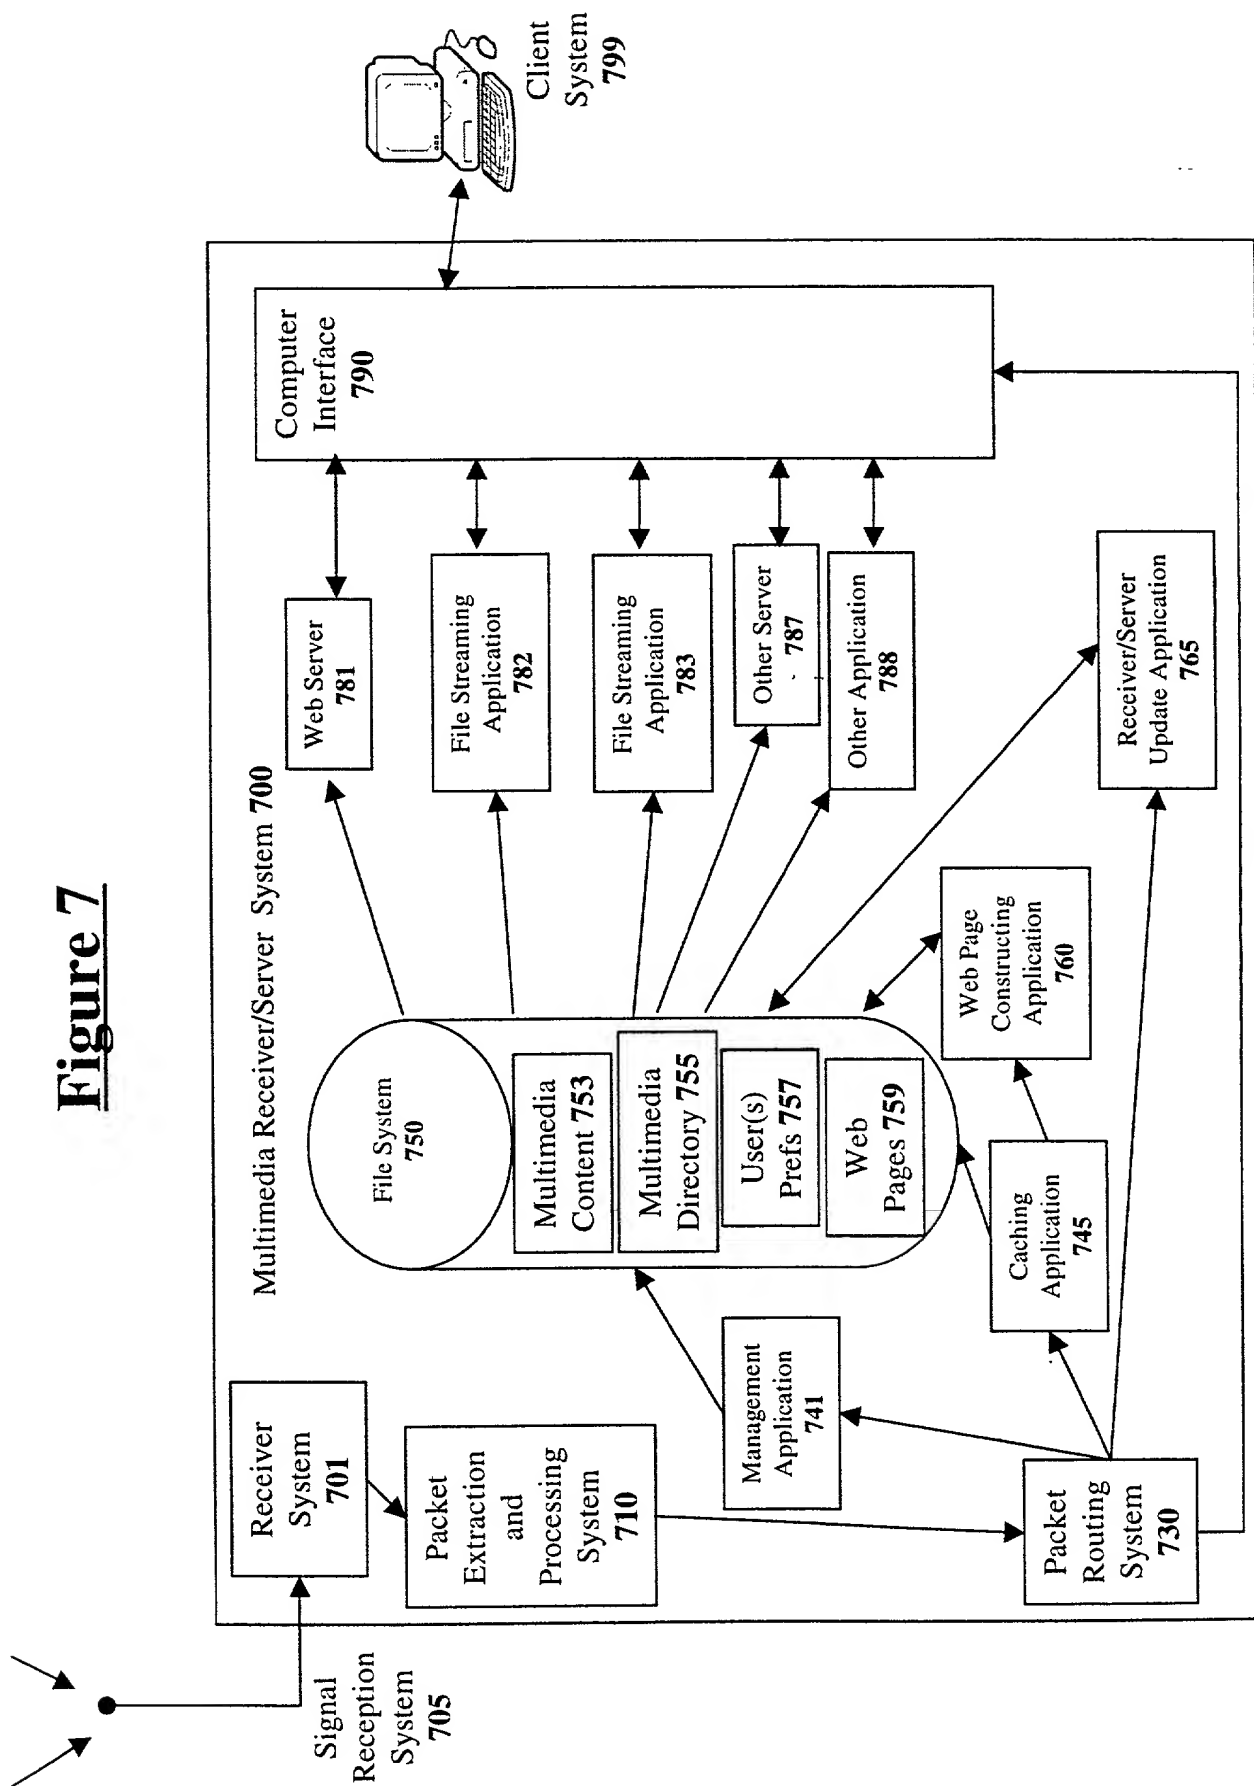 Figure 7
Multimedia Receiver/Server System 700
Signal
Reception
System
705
Receiver
System
701
Packet
Extraction
and
Processing
System
710
Packet
Routing
System
730
Management
Application
741
Caching
Application
745
File System
750
Multimedia
Content 753
Multimedia
Directory 755
User(s)
Prefs 757
Web
Pages 759
Web Page
Constructing
Application
760
Receiver/Server
Update Application
765
Web Server
781
File Streaming
Application
782
File Streaming
Application
783
Other Server
787
Other Application
788
Computer
Interface
790
Client
System
799